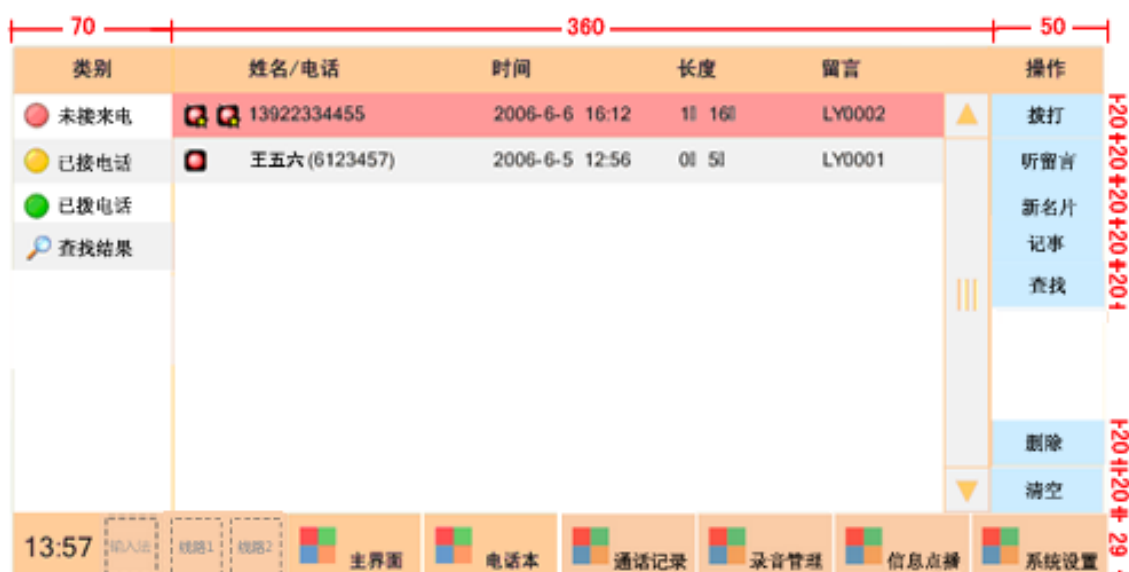 70 360 50
类别 姓名/电话 时间 长度 留言 操作
未接来电 13922334455 2006-6-6 16:12 1 16 LY0002 拨打
已接电话 王五六(6123457) 2006-6-5 12:56 0 5 LY0001 听留言
已拨电话 新名片
查找结果 记事
查找
删除
清空
20 20 20 20 20
20 20 29
13:57 输入法 线路1 线路2 主界面 电话本 通话记录 录音管理 信息点播 系统设置